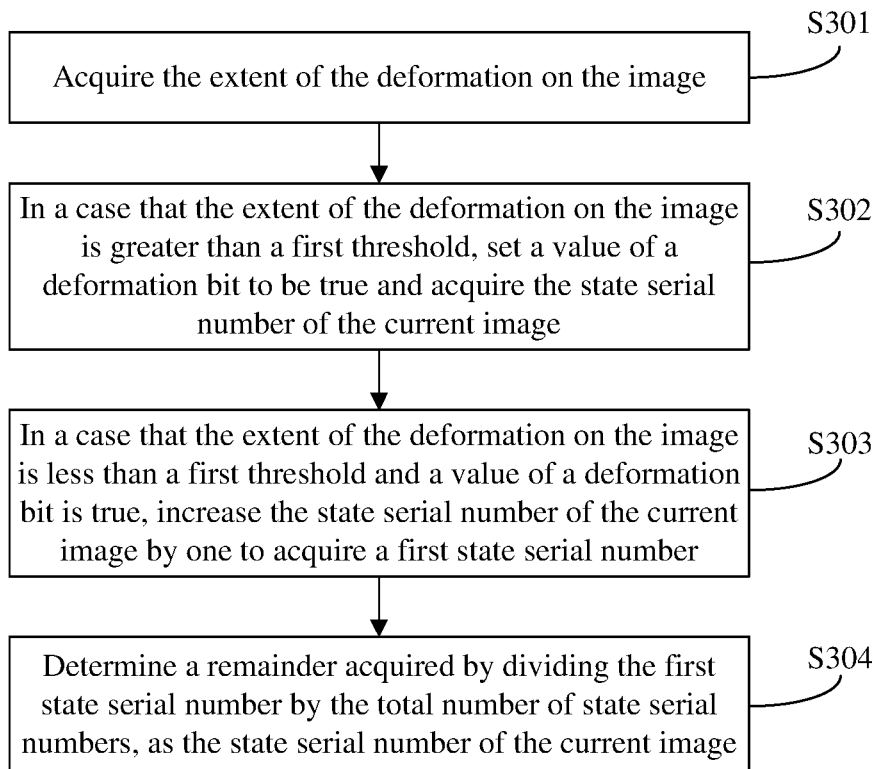 S301
Acquire the extent of the deformation on the image
S302
In a case that the extent of the deformation on the image
is greater than a first threshold, set a value of a
deformation bit to be true and acquire the state serial
number of the current image
S303
In a case that the extent of the deformation on the image
is less than a first threshold and a value of a deformation
bit is true, increase the state serial number of the current
image by one to acquire a first state serial number
S304
Determine a remainder acquired by dividing the first
state serial number by the total number of state serial
numbers, as the state serial number of the current image